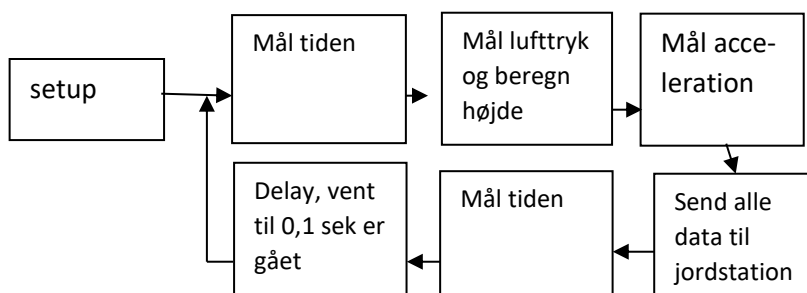 setup
Mål tiden
Mål lufttryk
og beregn
højde
Mål acce-
leration
Send alle
data til
jordstation
Mål tiden
Delay, vent
til 0,1 sek er
gået